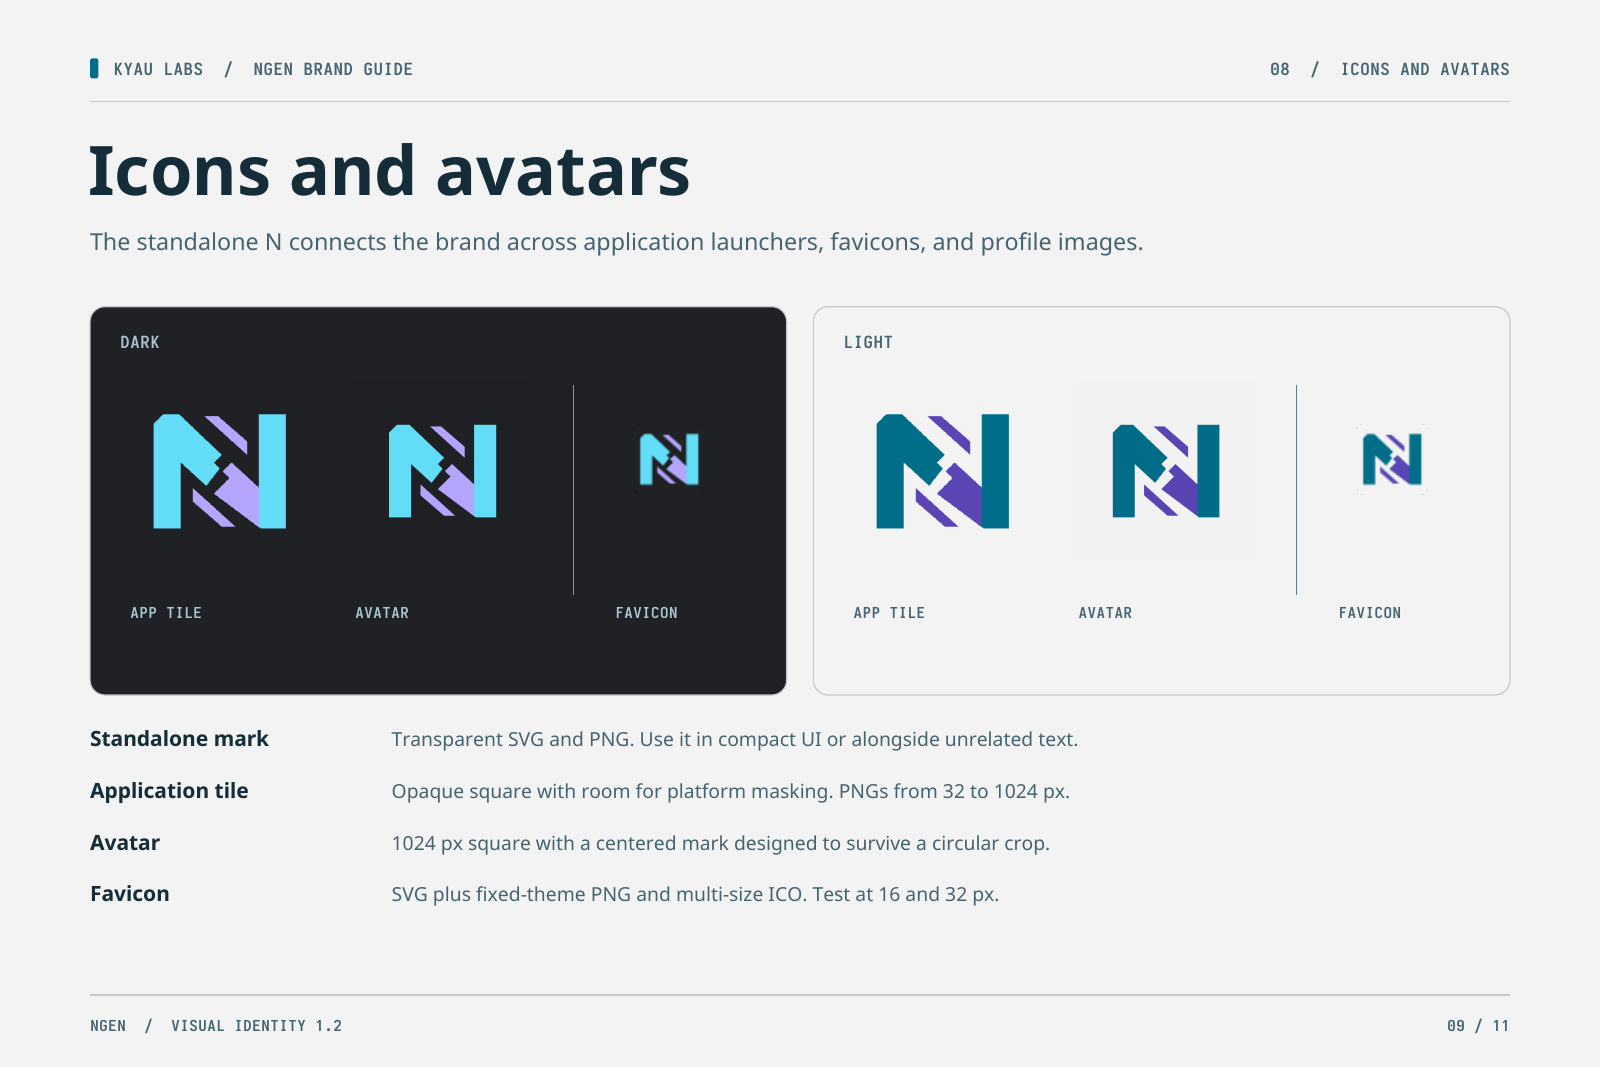 KYAU LABS / NGEN BRAND GUIDE
08 / ICONS AND AVATARS
Icons and avatars
The standalone N connects the brand across application launchers, favicons, and profile images.
DARK
APP TILE
AVATAR
FAVICON
LIGHT
APP TILE
AVATAR
FAVICON
Standalone mark
Transparent SVG and PNG. Use it in compact UI or alongside unrelated text.
Application tile
Opaque square with room for platform masking. PNGs from 32 to 1024 px.
Avatar
1024 px square with a centered mark designed to survive a circular crop.
Favicon
SVG plus fixed-theme PNG and multi-size ICO. Test at 16 and 32 px.
NGEN / VISUAL IDENTITY 1.2
09 / 11